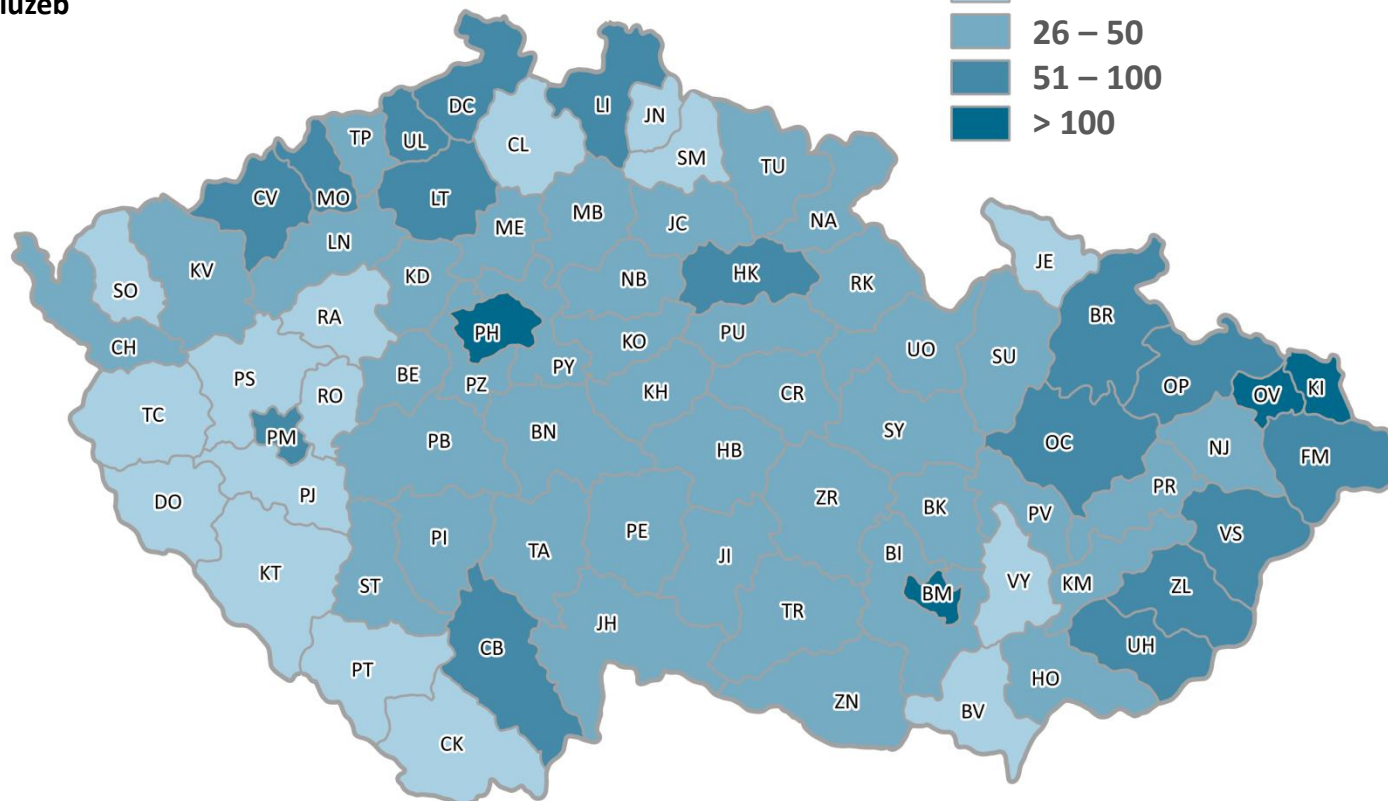 26 – 50
51 – 100
> 100
DC
LI
JN
TP
UL
CL
SM
TU
CV
MO
LT
MB
ME
JC
NA
LN
KV
KD
NB
HK
RK
JE
SO
RA
PH
BR
CH
KO
PU
UO
SU
PS
BE
PZ
PY
OP
OV
KI
TC
RO
KH
CR
PM
PB
BN
HB
SY
OC
NJ
FM
DO
PJ
ZR
BK
PR
PV
PI
TA
PE
JI
BI
VS
KT
ST
BM
VY
KM
ZL
JH
TR
CB
UH
PT
HO
ZN
BV
CK